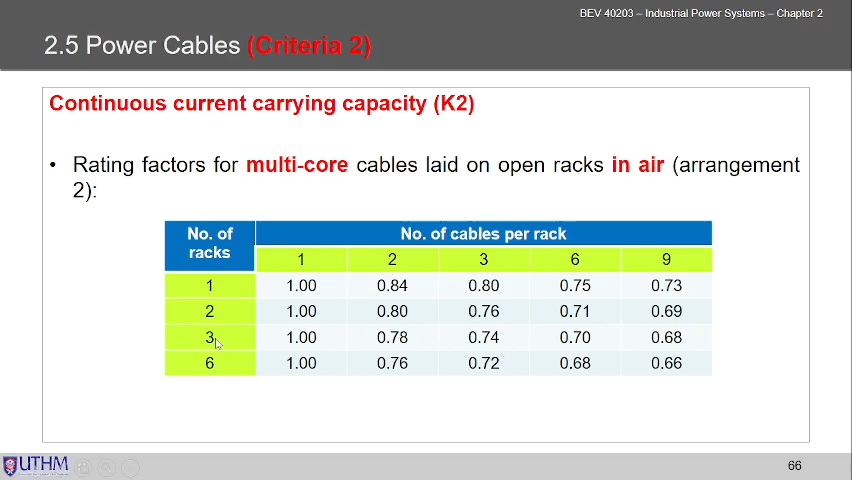 BEV 40203 – Industrial Power Systems – Chapter 2
2.5 Power Cables (Criteria 2)
Continuous current carrying capacity (K2)
• Rating factors for multi-core cables laid on open racks in air (arrangement
2):
No. of racks No. of cables per rack
1 2 3 6 9
1 1.00 0.84 0.80 0.75 0.73
2 1.00 0.80 0.76 0.71 0.69
3 1.00 0.78 0.74 0.70 0.68
6 1.00 0.76 0.72 0.68 0.66
UTHM
66